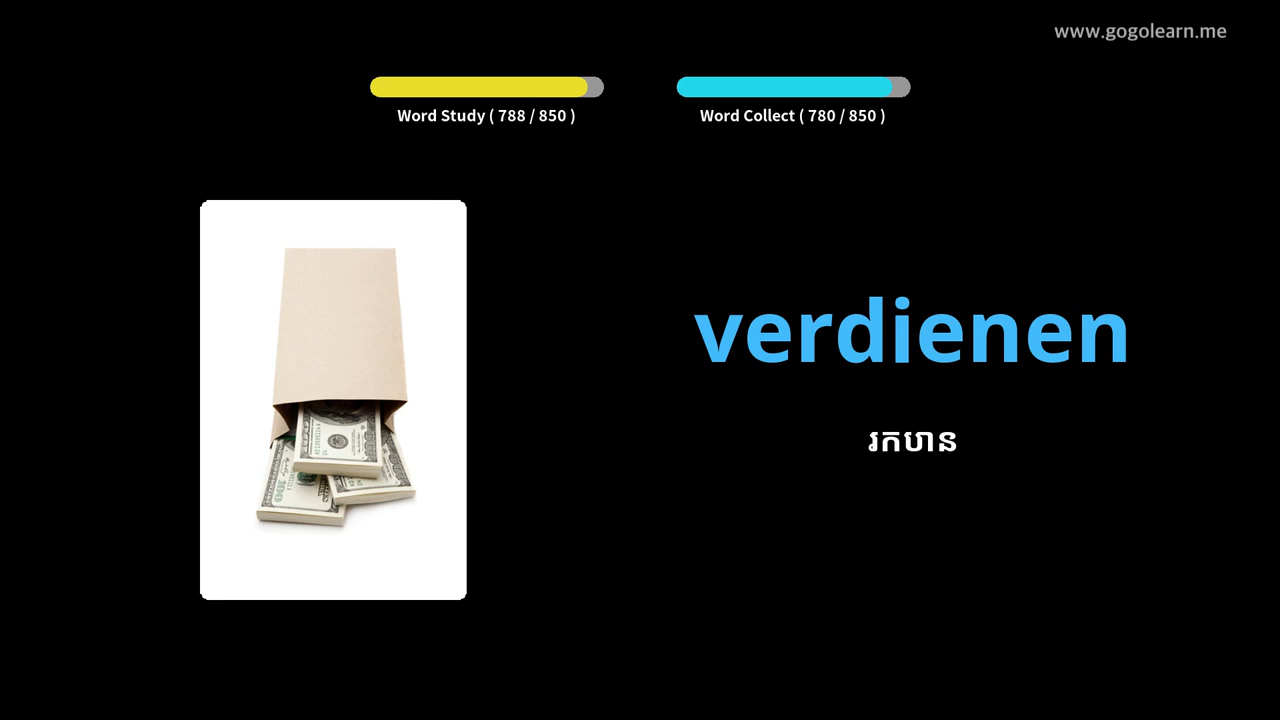 www.gogolearn.me
Word Study ( 788 / 850 )
Word Collect ( 780 / 850 )
verdienen
រកបាន